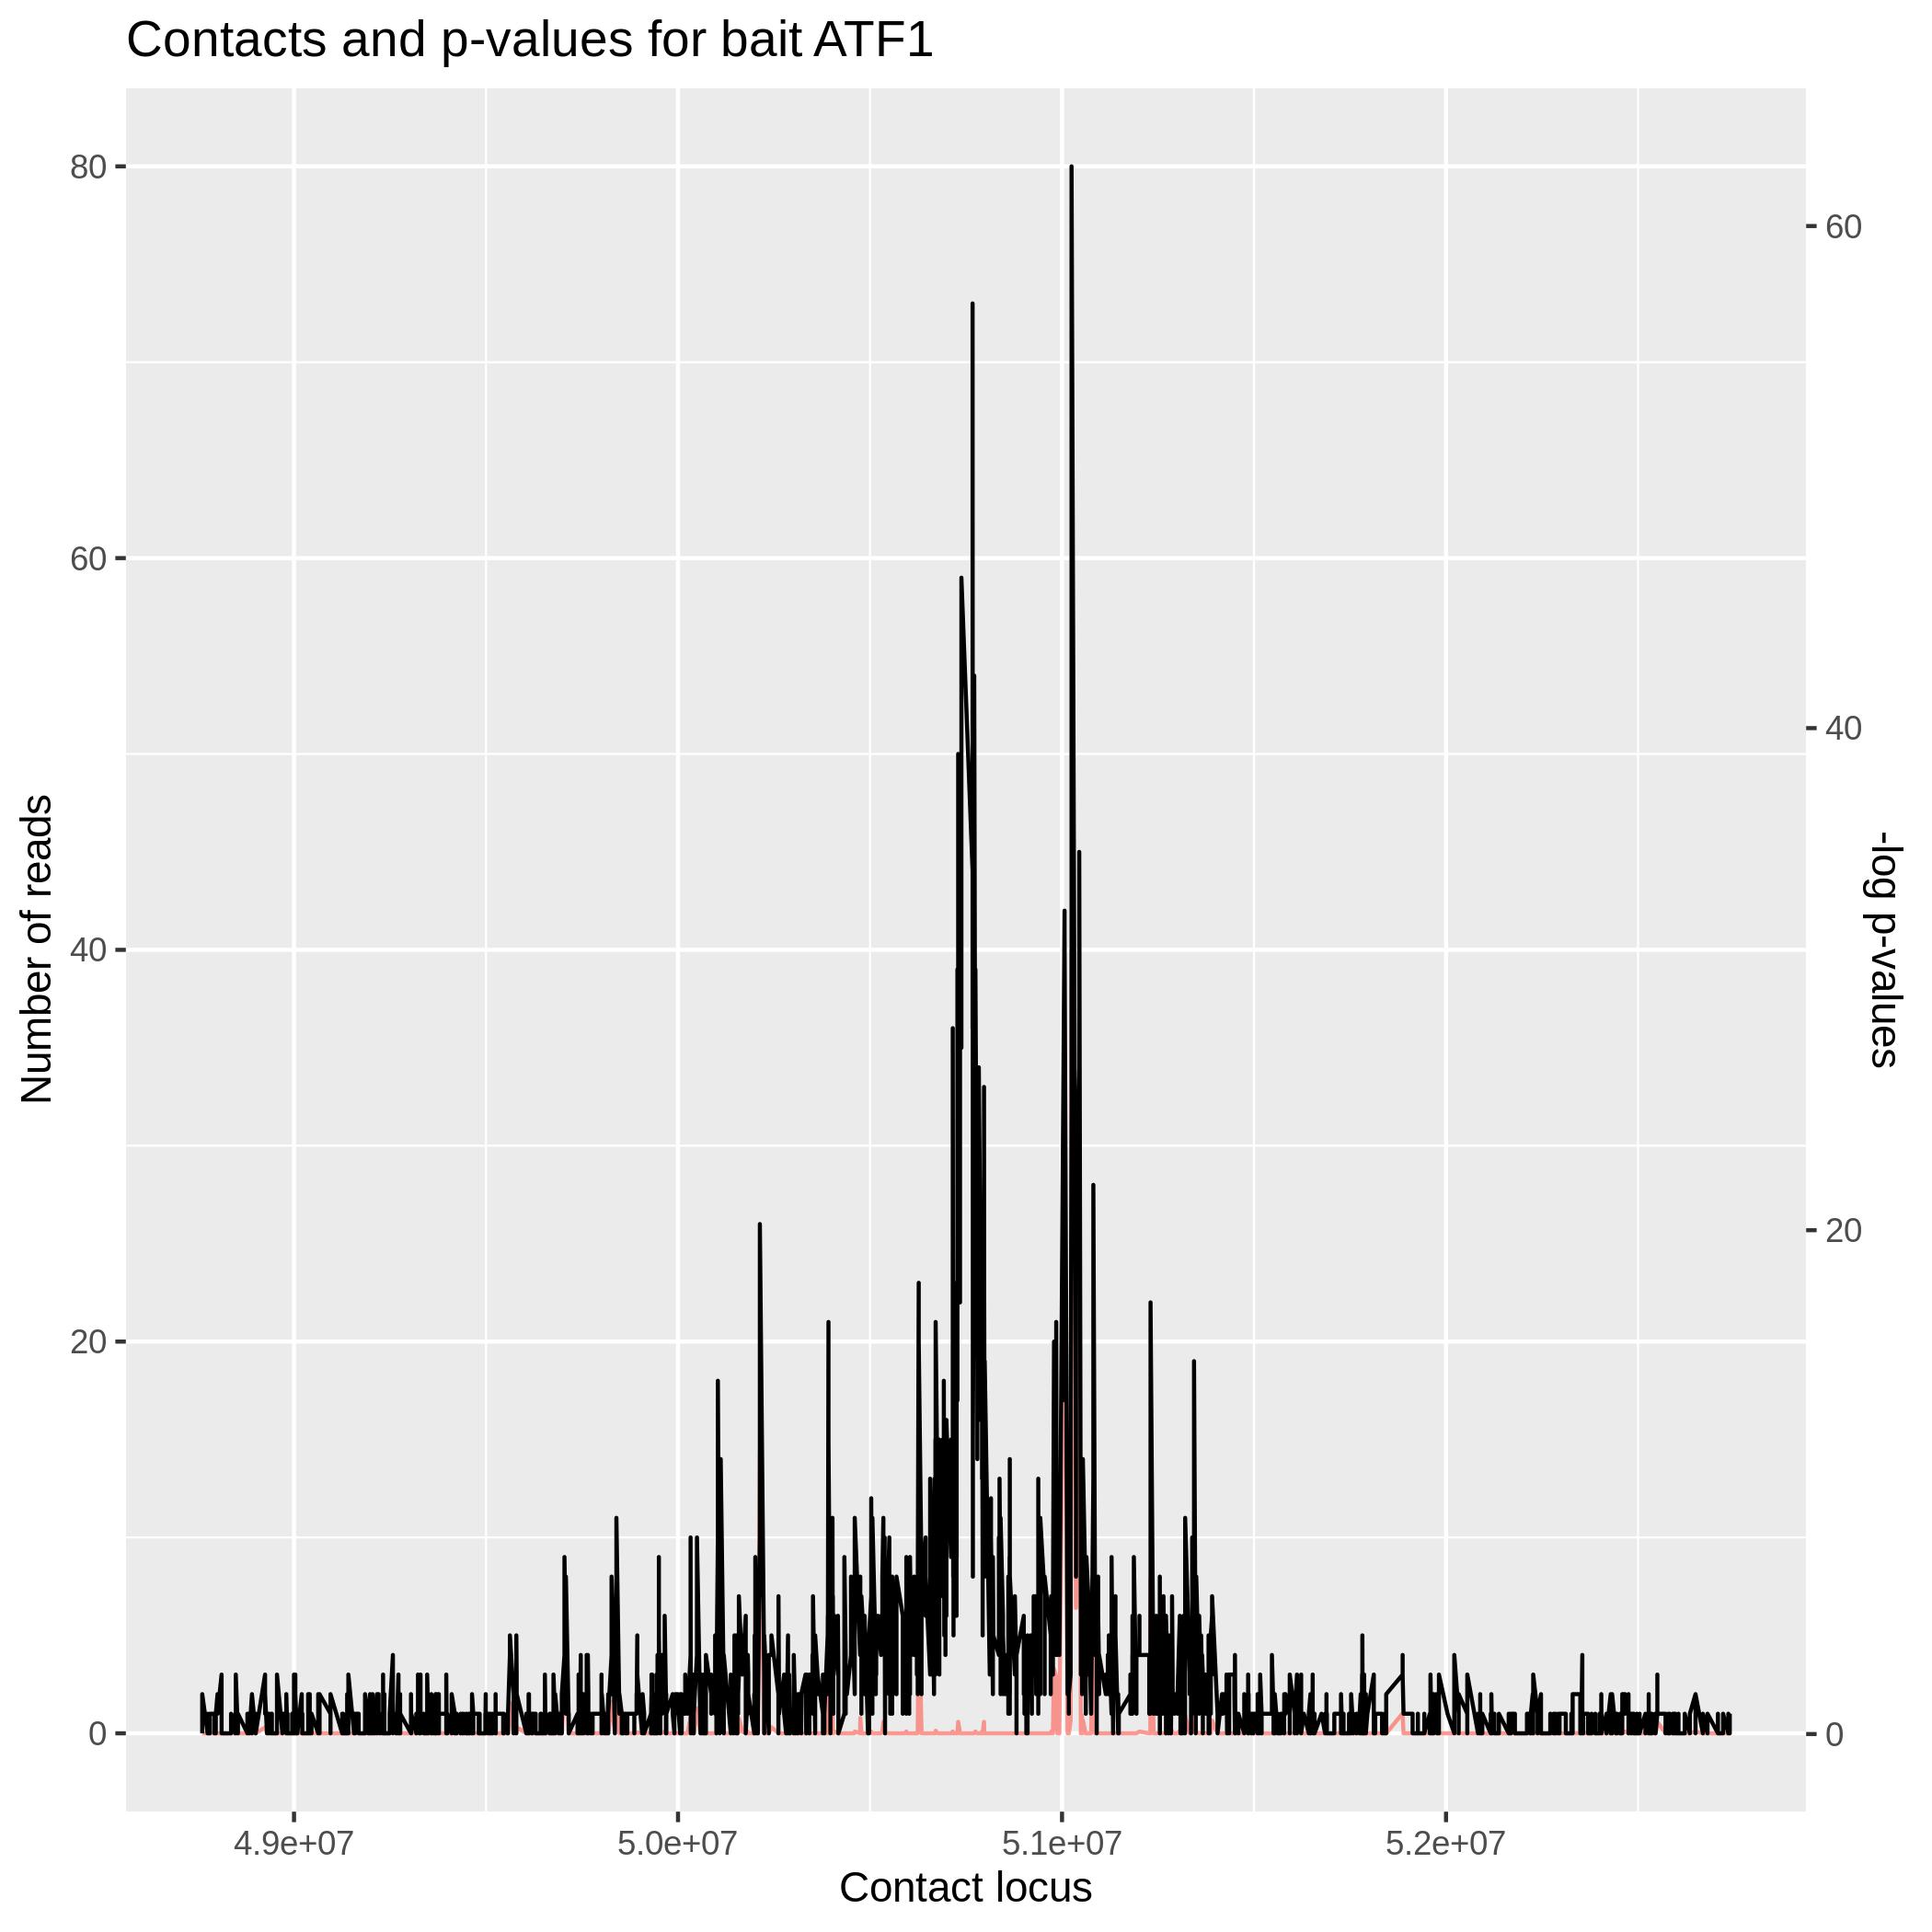 Contacts and p-values for bait ATF1
80
60
40
20
0
Number of reads
60
40
20
0
-log p-values
4.9e+07
5.0e+07
5.1e+07
5.2e+07
Contact locus